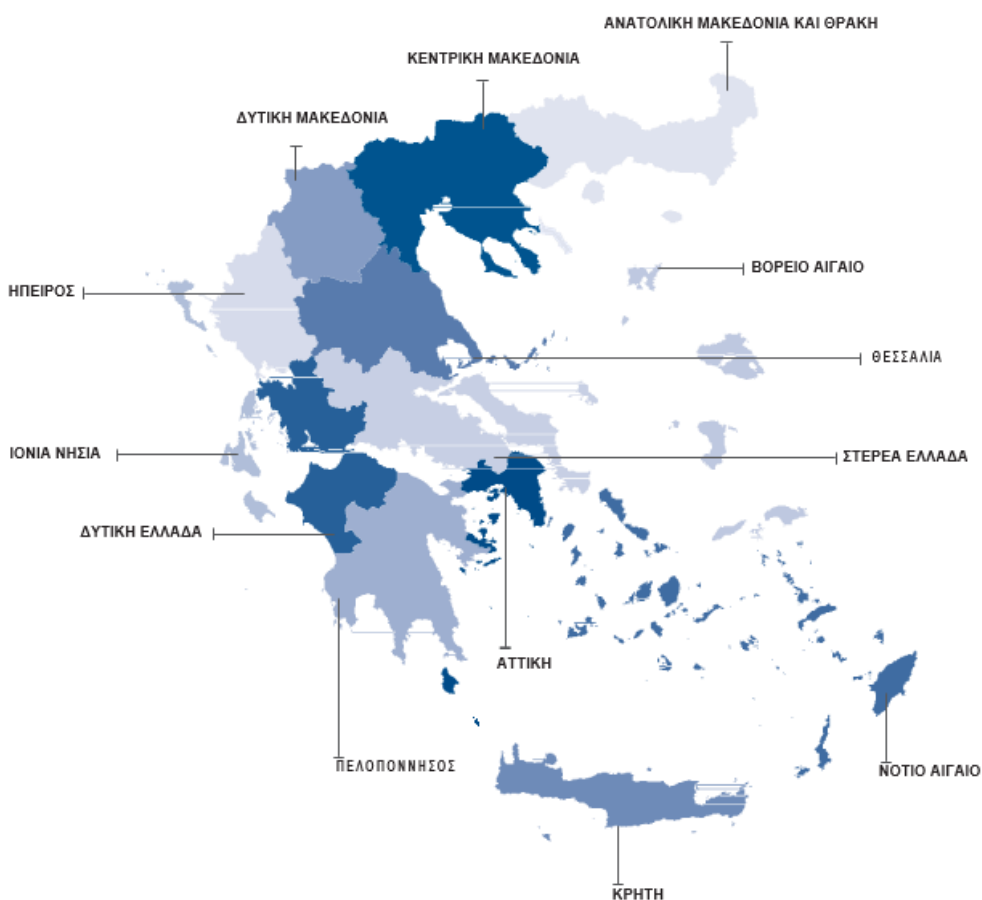 ΑΝΑΤΟΛΙΚΗ ΜΑΚΕΔΟΝΙΑ ΚΑΙ ΘΡΑΚΗ
ΚΕΝΤΡΙΚΗ ΜΑΚΕΔΟΝΙΑ
ΔΥΤΙΚΗ ΜΑΚΕΔΟΝΙΑ
ΒΟΡΕΙΟ ΑΙΓΑΙΟ
ΗΠΕΙΡΟΣ
ΘΕΣΣΑΛΙΑ
ΙΟΝΙΑ ΝΗΣΙΑ
ΣΤΕΡΕΑ ΕΛΛΑΔΑ
ΔΥΤΙΚΗ ΕΛΛΑΔΑ
ΑΤΤΙΚΗ
ΠΕΛΟΠΟΝΝΗΣΟΣ
ΝΟΤΙΟ ΑΙΓΑΙΟ
ΚΡΗΤΗ